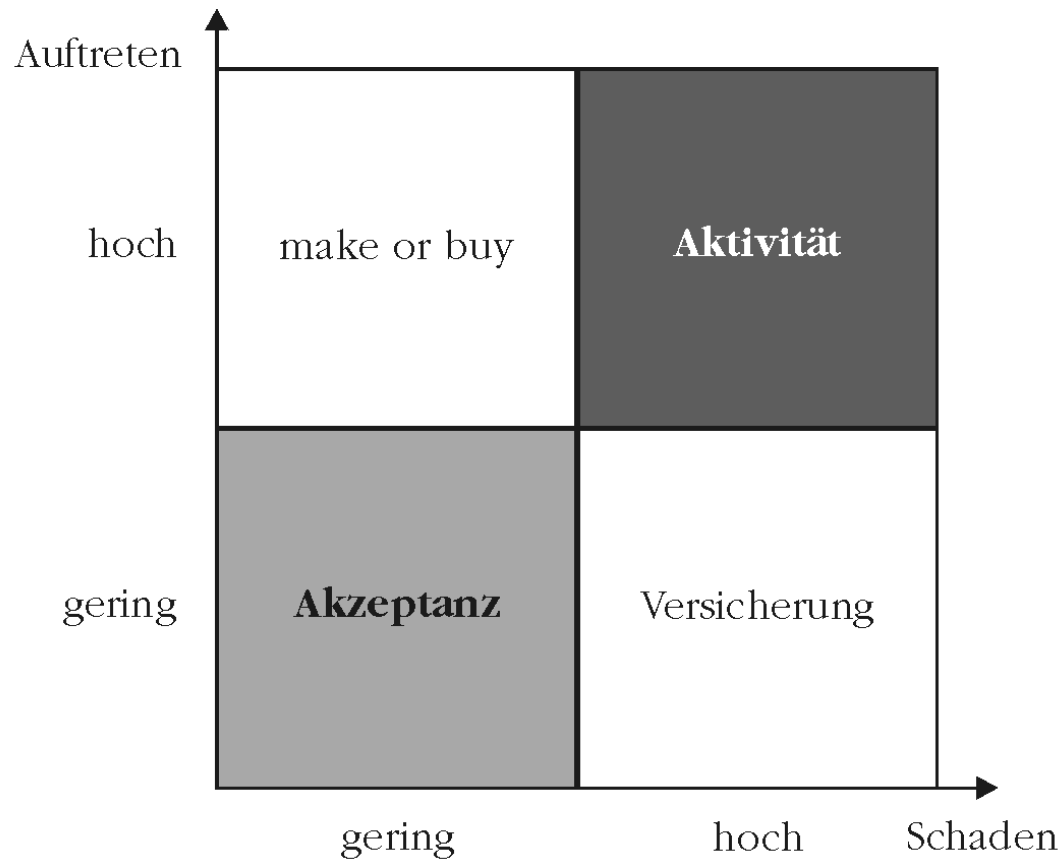 Auftreten
hoch
make or buy
Aktivität
gering
Akzeptanz
Versicherung
gering
hoch
Schaden